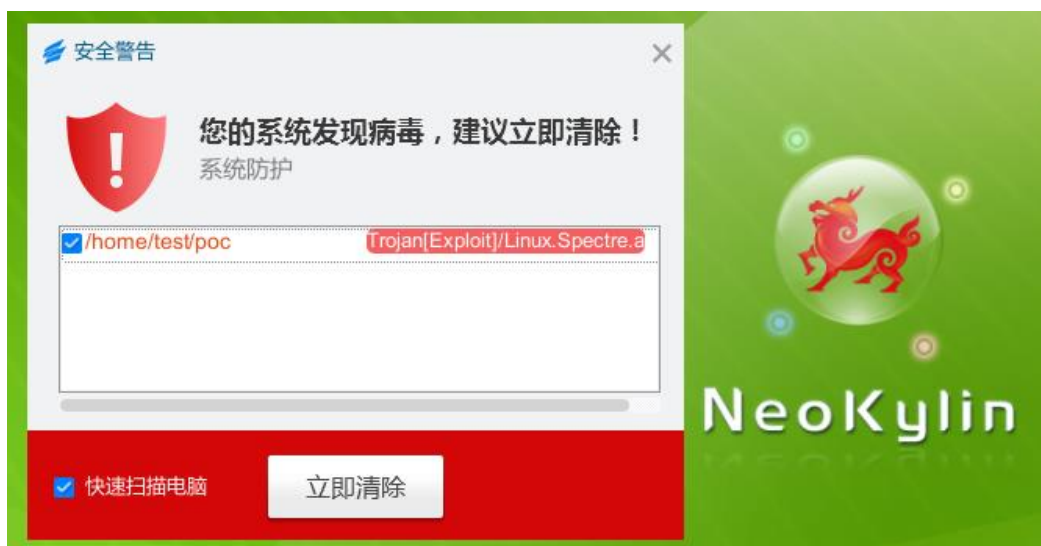 安全警告
您的系统发现病毒，建议立即清除！
系统防护
/home/test/poc Trojan[Exploit]/Linux.Spectre.a
快速扫描电脑 立即清除
NeoKylin